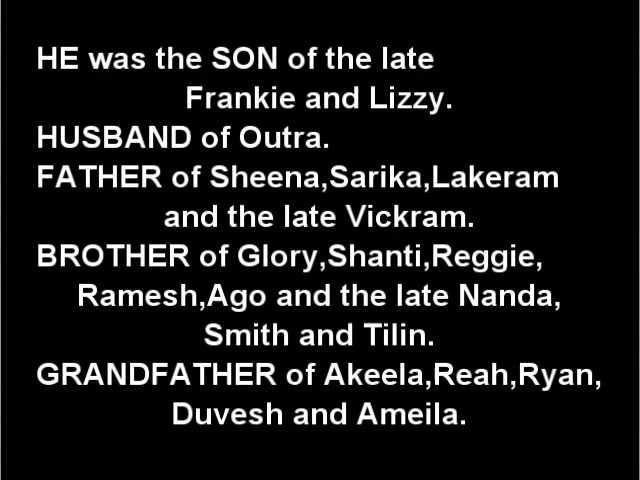 HE was the SON of the late
Frankie and Lizzy.
HUSBAND of Outra.
FATHER of Sheena,Sarika,Lakeram
and the late Vickram.
BROTHER of Glory,Shanti,Reggie,
Ramesh,Ago and the late Nanda,
Smith and Tilin.
GRANDFATHER of Akeela,Reah,Ryan,
Duvesh and Ameila.